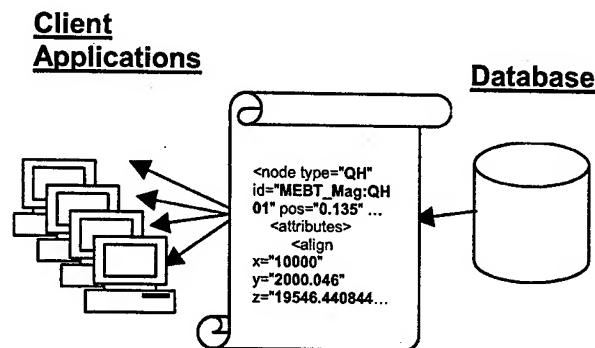 Client
Applications
Database
<node type="QH"
id="MEBT_Mag:QH
01" pos="0.135" ...
<attributes>
<align
x="10000"
y="2000.046"
z="19546.440844...